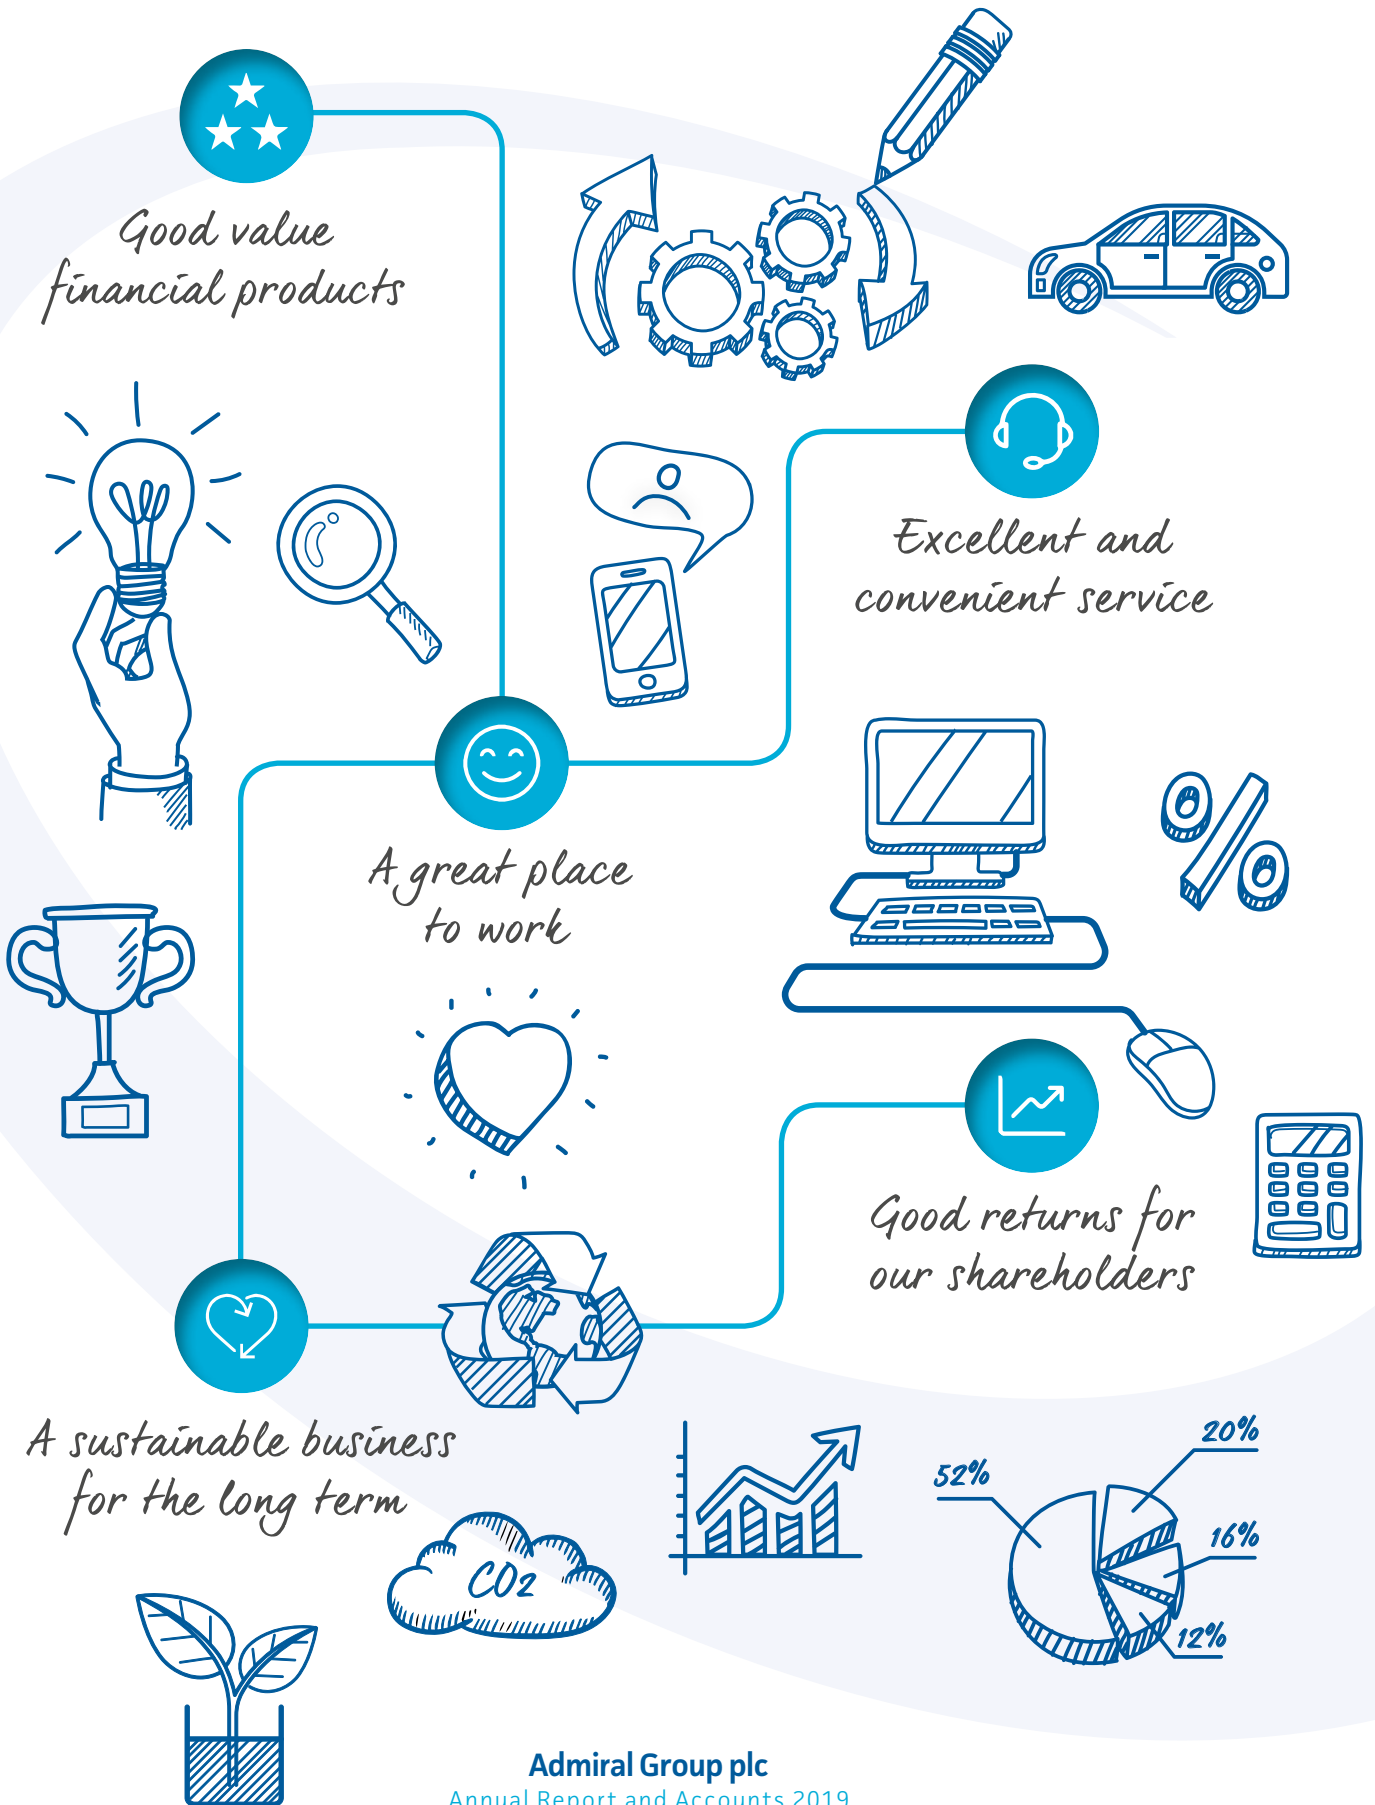 Good value
financial products
Excellent and
convenient service
A great place
to work
Good returns for
our shareholders
A sustainable business
for the long term
CO2
52%
20%
16%
12%
Admiral Group plc
Annual Report and Accounts 2019